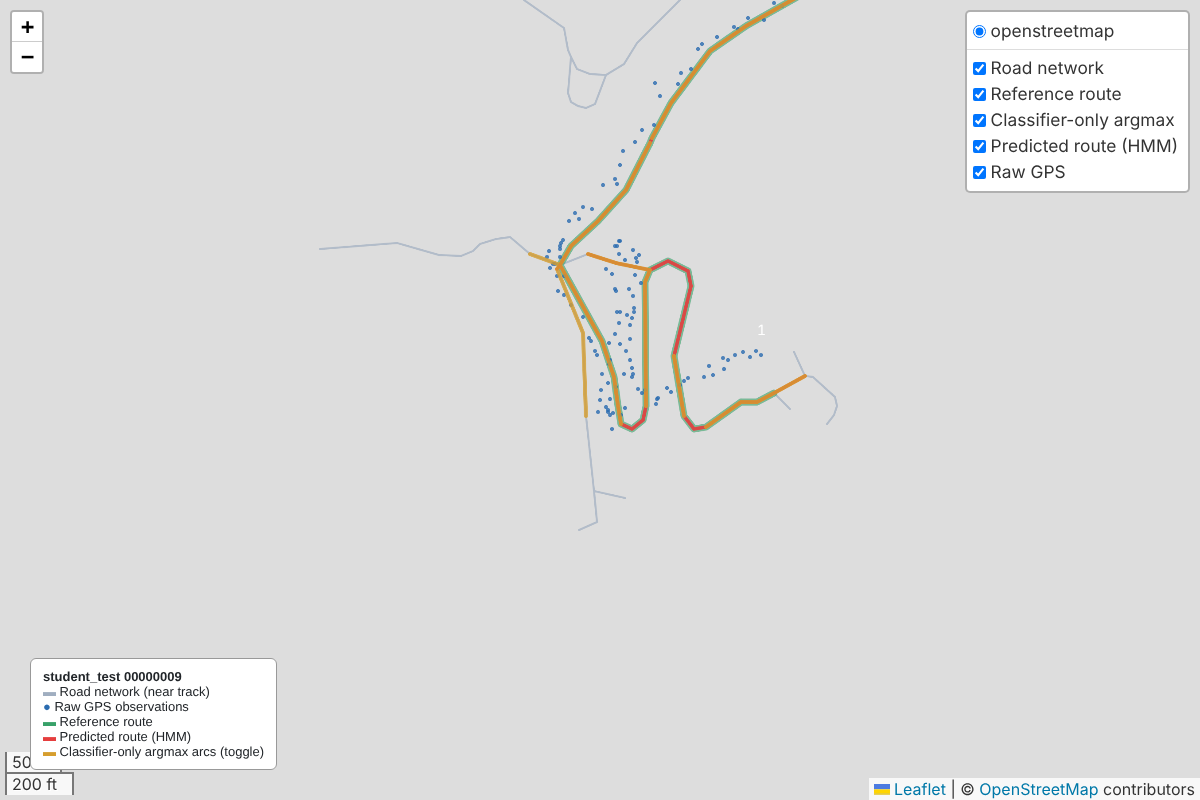 +
−
openstreetmap
Road network
Reference route
Classifier-only argmax
Predicted route (HMM)
Raw GPS
1
student_test 00000009
Road network (near track)
Raw GPS observations
Reference route
Predicted route (HMM)
Classifier-only argmax arcs (toggle)
200 ft
Leaflet | © OpenStreetMap contributors